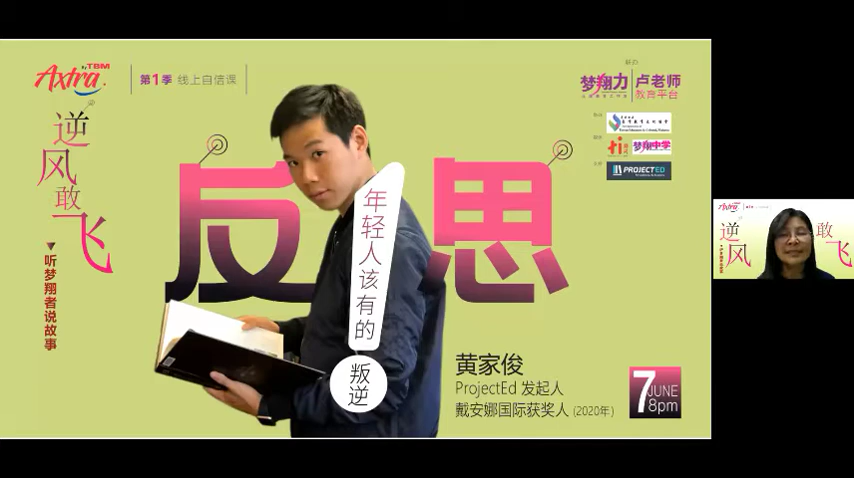 Axtra
by TBM
第1季 线上自信课
逆风敢飞
听梦翔者说故事
反思
年轻人该有的
叛逆
梦翔力
卢老师
教育平台
梦翔中学
PROJECTED
黄家俊
ProjectEd 发起人
戴安娜国际获奖人 (2020年)
7 JUNE
8pm
Axtra
逆风
敢飞